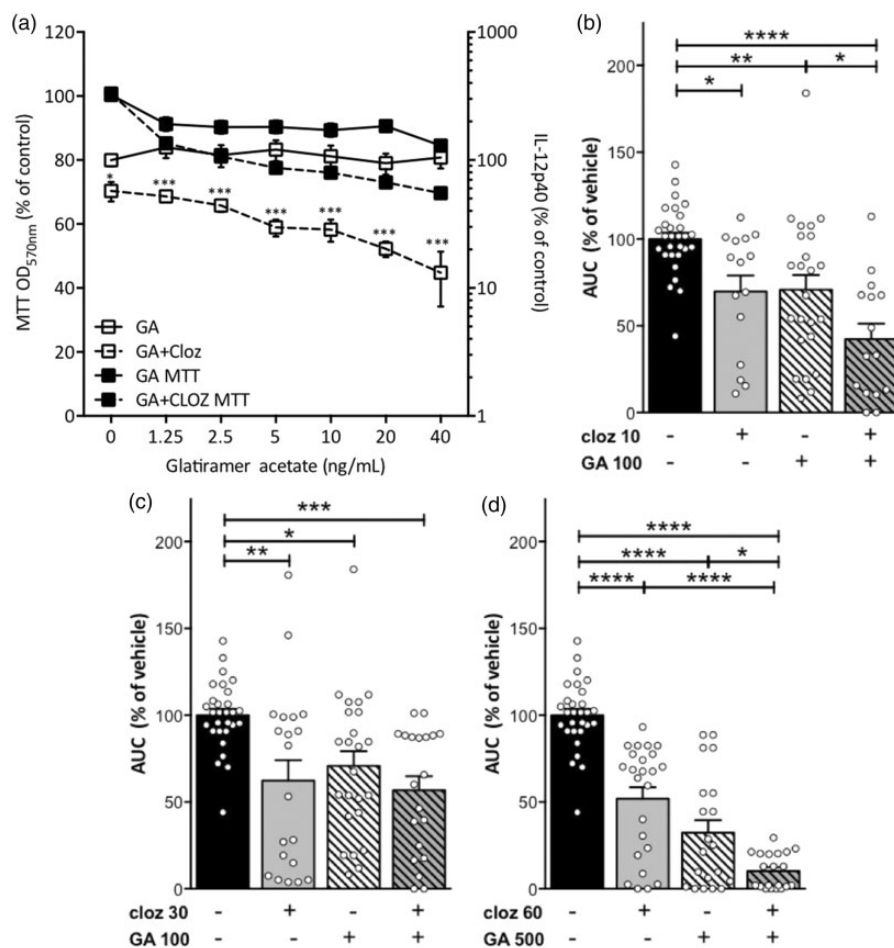 (a)
120
100
80
60
40
20
0
MTT OD570nm (% of control)
1000
100
10
1
IL-12p40 (% of control)
*
***
***
***
***
***
***
GA
GA+Cloz
GA MTT
GA+CLOZ MTT
0 1.25 2.5 5 10 20 40
Glatiramer acetate (ng/mL)
(b)
****
** *
*
200
150
100
50
0
AUC (% of vehicle)
cloz 10 - + - +
GA 100 - - + +
(c)
***
*
**
200
150
100
50
0
AUC (% of vehicle)
cloz 30 - + - +
GA 100 - - + +
(d)
****
**** *
**** ****
200
150
100
50
0
AUC (% of vehicle)
cloz 60 - + - +
GA 500 - - + +